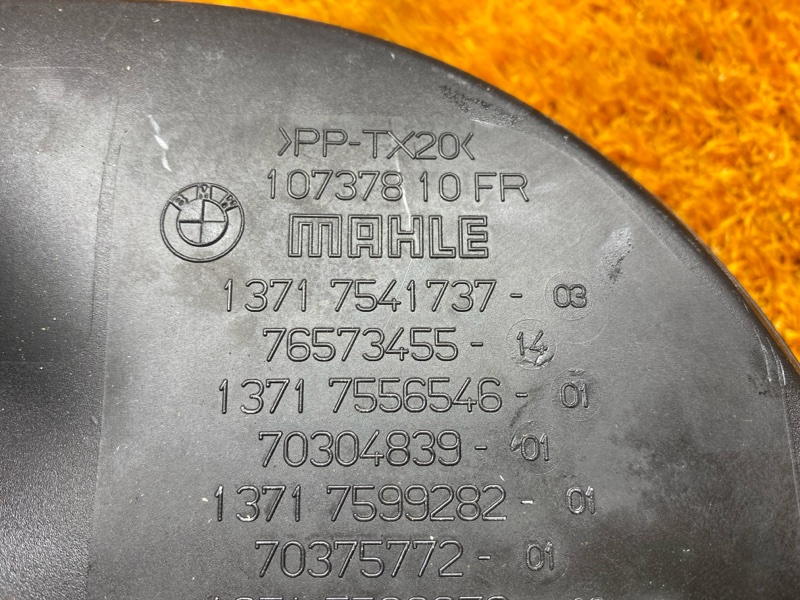 >PP-TX20<
107378 10 FR
BMW
MAHLE
1371 7541737 - 03
76573455 - 14
1371 7556546 - 01
70304839 - 01
1371 7599282 - 01
70375772 - 01